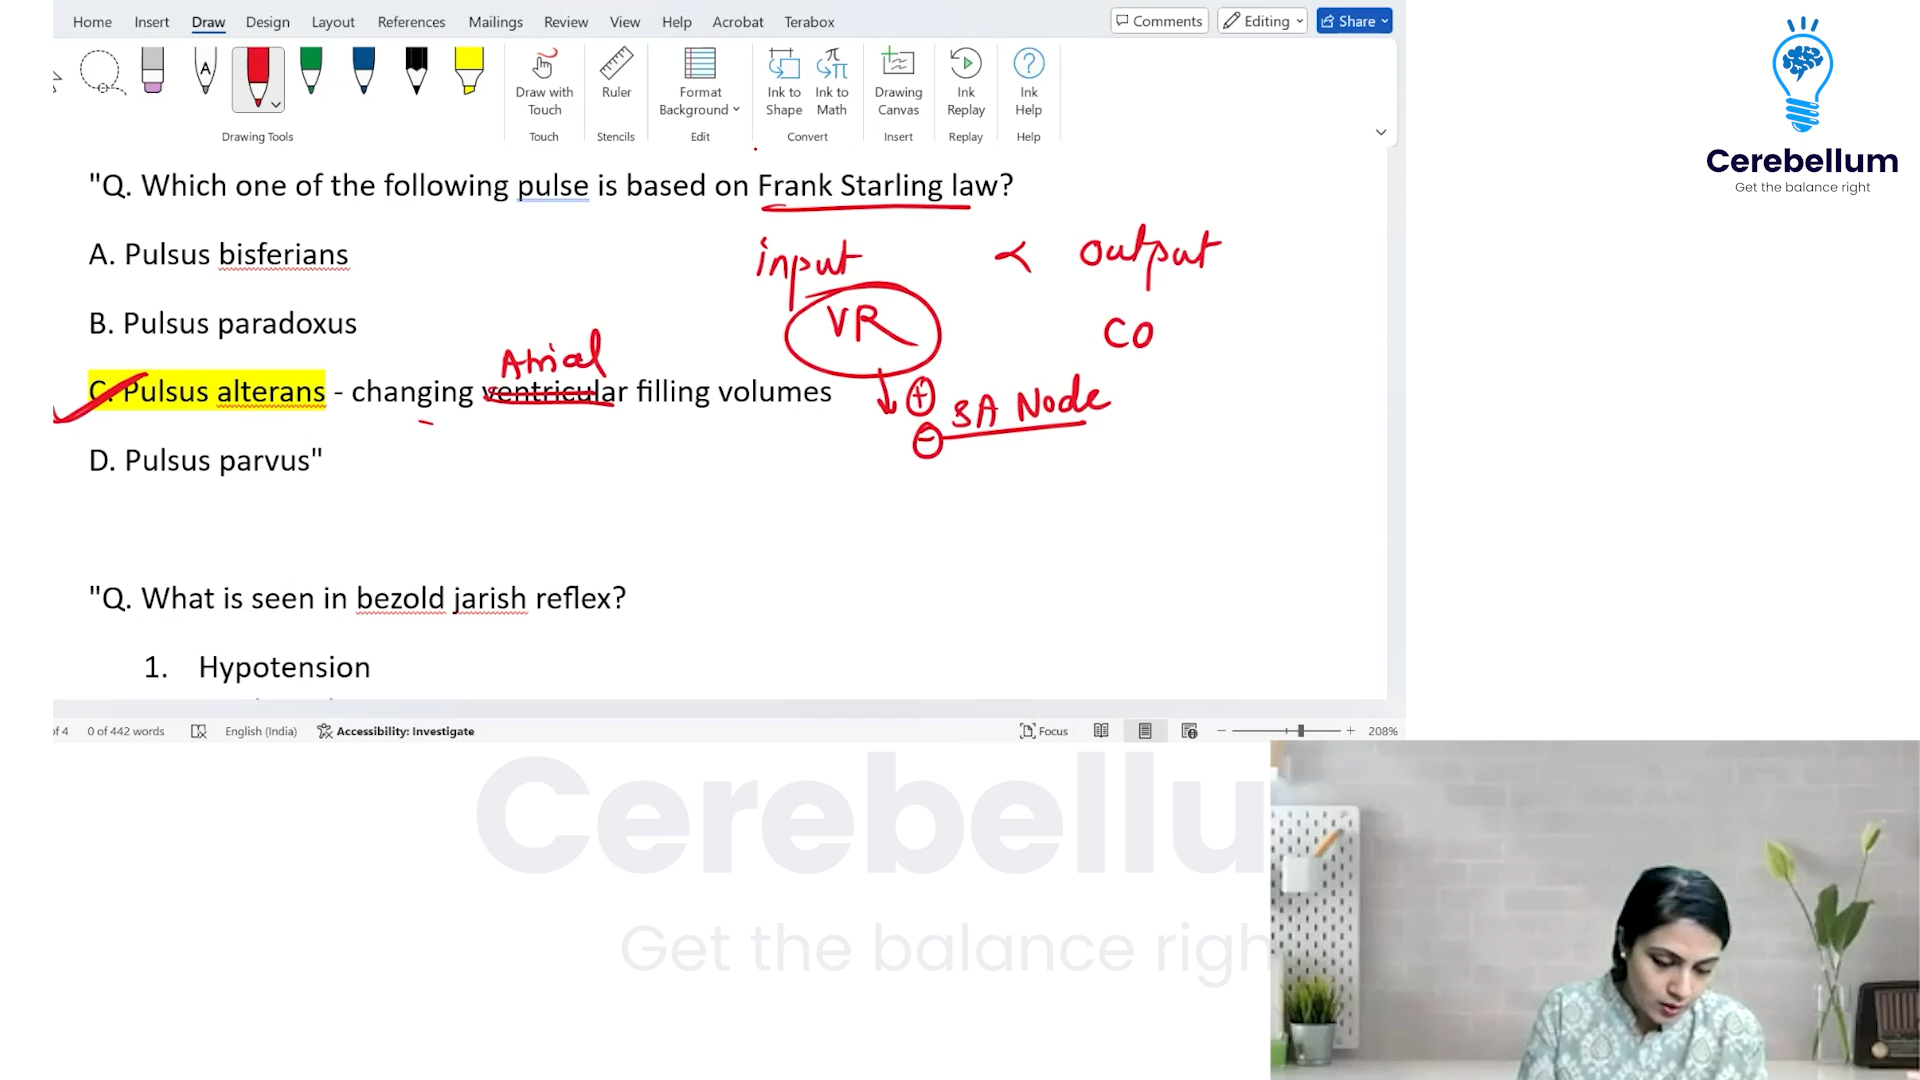 Home Insert Draw Design Layout References Mailings Review View Help Acrobat Terabox Comments Editing Share
A
Draw with Touch Ruler Format Background Ink to Shape Ink to Math Drawing Canvas Ink Replay Ink Help
Drawing Tools Touch Stencils Edit Convert Insert Replay Help
Cerebellum
Get the balance right
"Q. Which one of the following pulse is based on Frank Starling law?
input ∝ output
A. Pulsus bisferians
VR CO
B. Pulsus paradoxus
Atrial
C. Pulsus alterans - changing ventricular filling volumes
+ SA Node
−
D. Pulsus parvus"
"Q. What is seen in bezold jarish reflex?
1. Hypotension
of 4 0 of 442 words English (India) Accessibility: Investigate Focus 208%
Cerebellu
Get the balance righ